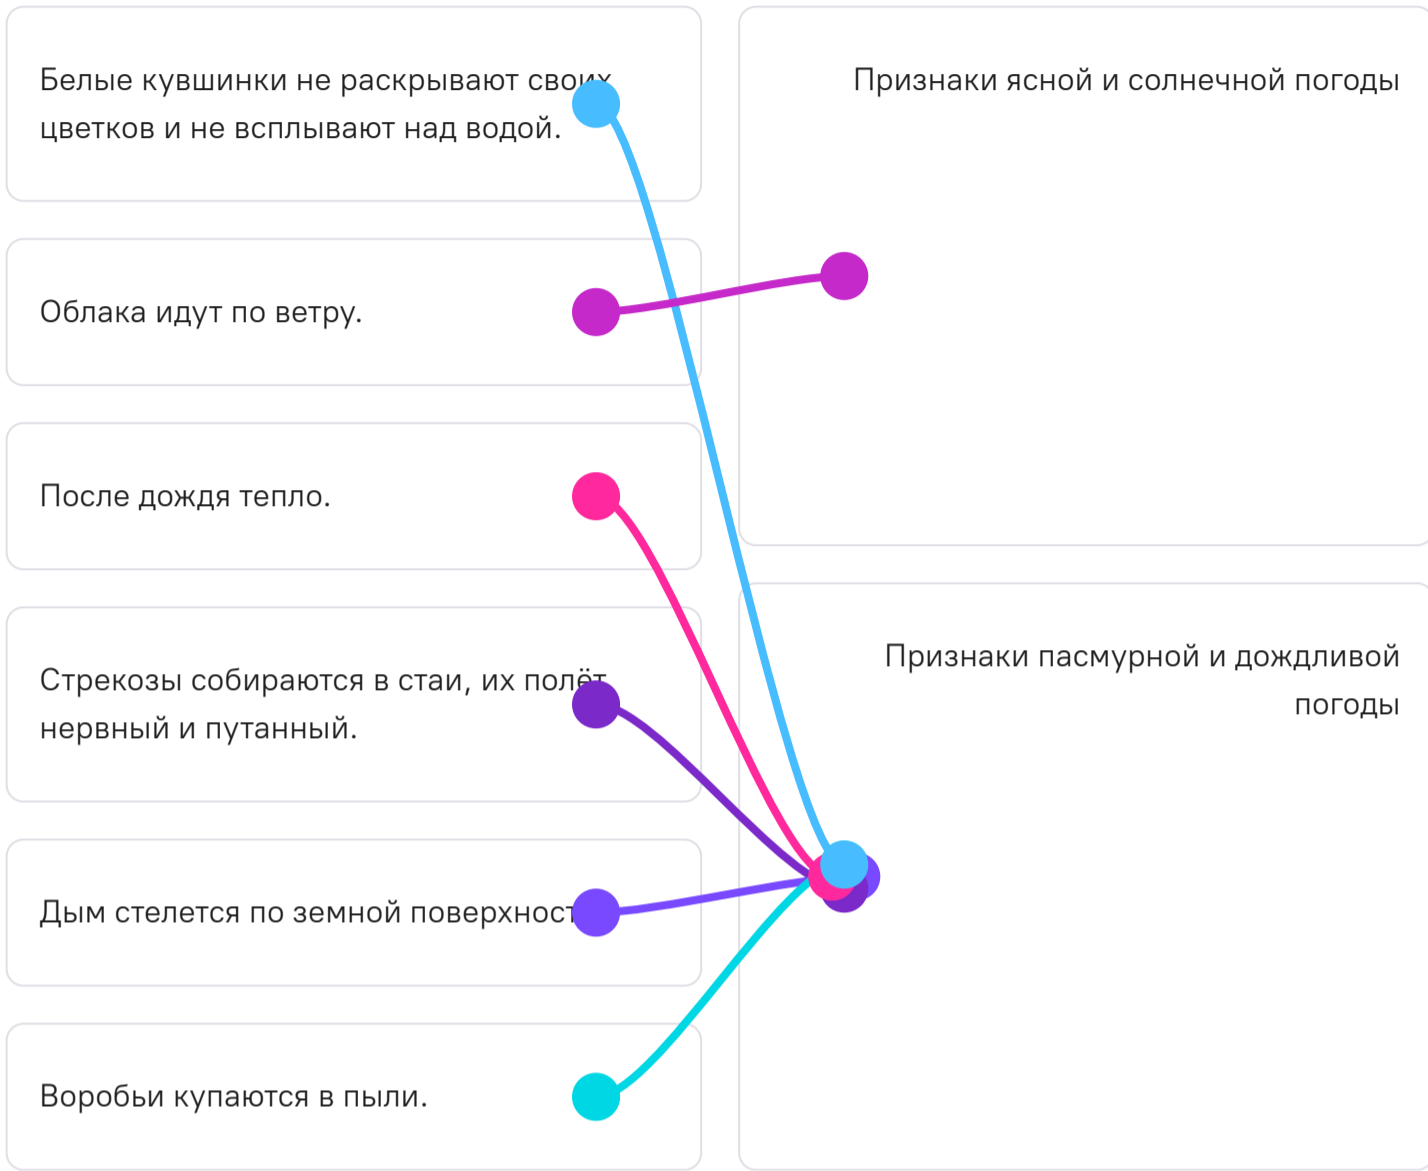 Белые кувшинки не раскрывают своих
цветков и не всплывают над водой.
Облака идут по ветру.
После дождя тепло.
Стрекозы собираются в стаи, их полёт
нервный и путанный.
Дым стелется по земной
Воробьи купаются в пыли.
Признаки ясной и солнечной погоды
Признаки пасмурной и дождливой
погоды